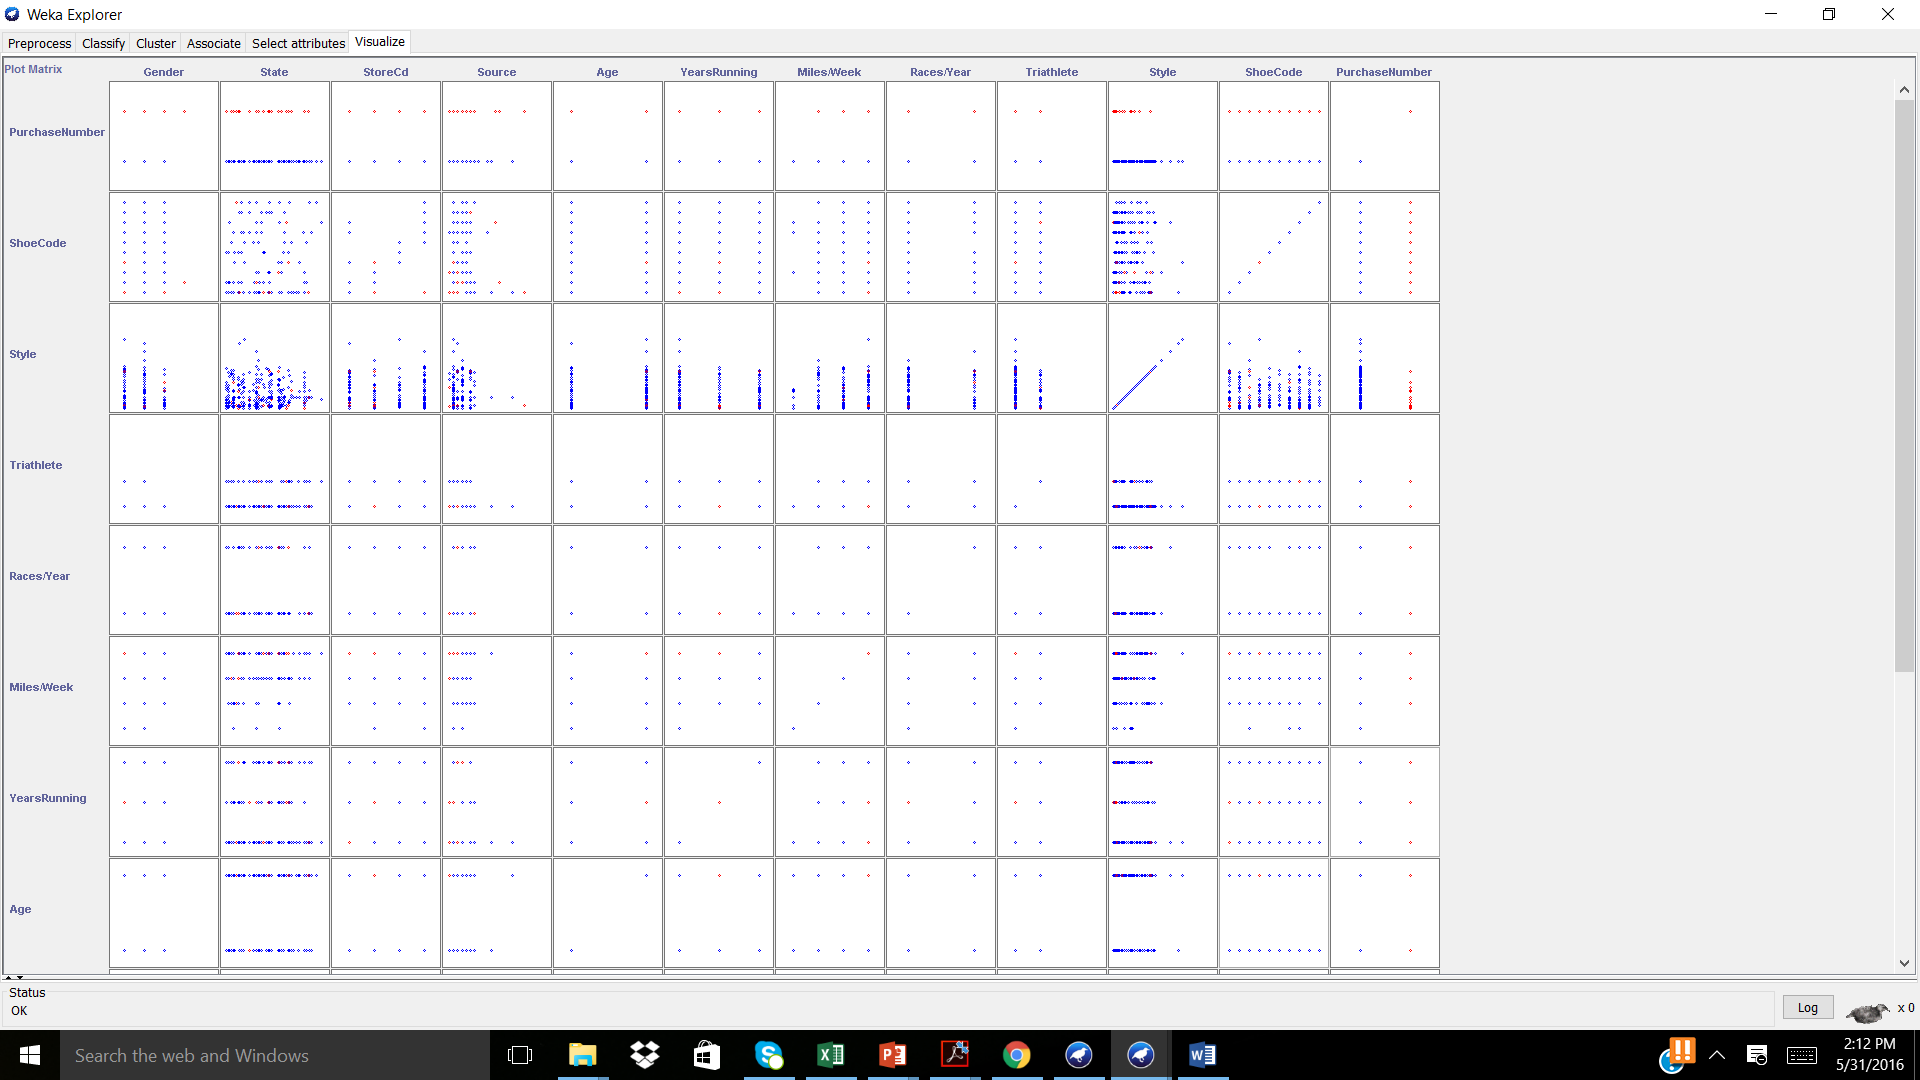 Weka Explorer
Preprocess Classify Cluster Associate Select attributes Visualize
Plot Matrix
Gender State StoreCd Source Age YearsRunning Miles/Week Races/Year Triathlete Style ShoeCode PurchaseNumber
PurchaseNumber
ShoeCode
Style
Triathlete
Races/Year
Miles/Week
YearsRunning
Age
Status
OK
Log
x 0
Search the web and Windows
2:12 PM
5/31/2016